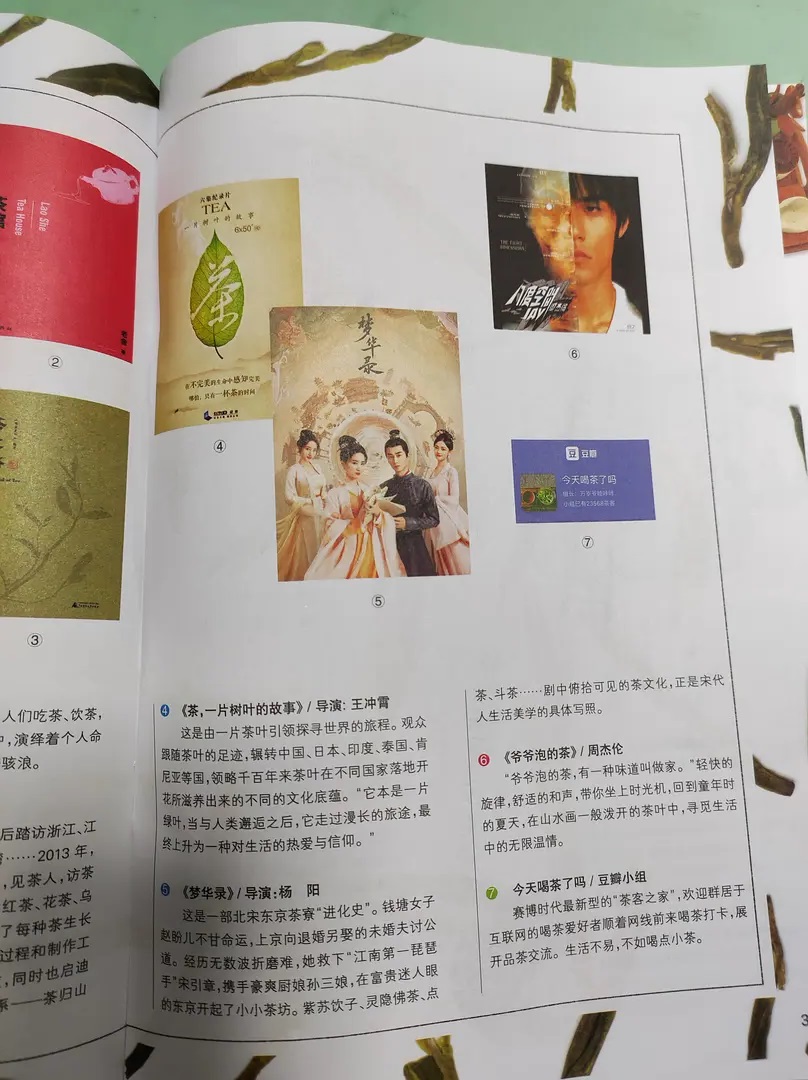 Lao She
Tea House
②
③
六集纪录片
TEA
一片树叶的故事
6x50'
茶
在不完美的生命中感知完美
哪怕，只有一杯茶的时间
④
梦华录
⑤
八度空间
JAY
⑥
豆 豆瓣
今天喝茶了吗
⑦
人们吃茶、饮茶，
，演绎着个人命
骇浪。
后踏访浙江、江
……2013 年，
，见茶人，访茶
红茶、花茶、乌
了每种茶生长
过程和制作工
，同时也启迪
系——茶归山
4 《茶，一片树叶的故事》/ 导演: 王冲霄
这是由一片茶叶引领探寻世界的旅程。观众
跟随茶叶的足迹，辗转中国、日本、印度、泰国、肯
尼亚等国，领略千百年来茶叶在不同国家落地开
花所滋养出来的不同的文化底蕴。“它本是一片
绿叶，当与人类邂逅之后，它走过漫长的旅途，最
终上升为一种对生活的热爱与信仰。”
5 《梦华录》/ 导演:杨 阳
这是一部北宋东京茶寮“进化史”。钱塘女子
赵盼儿不甘命运，上京向退婚另娶的未婚夫讨公
道。经历无数波折磨难，她救下“江南第一琵琶
手”宋引章，携手豪爽厨娘孙三娘，在富贵迷人眼
的东京开起了小小茶坊。紫苏饮子、灵隐佛茶、点
茶、斗茶……剧中俯拾可见的茶文化，正是宋代
人生活美学的具体写照。
6 《爷爷泡的茶》/ 周杰伦
“爷爷泡的茶，有一种味道叫做家。”轻快的
旋律，舒适的和声，带你坐上时光机，回到童年时
的夏天，在山水画一般泼开的茶叶中，寻觅生活
中的无限温情。
7 今天喝茶了吗 / 豆瓣小组
赛博时代最新型的“茶客之家”，欢迎群居于
互联网的喝茶爱好者顺着网线前来喝茶打卡，展
开品茶交流。生活不易，不如喝点小茶。
3